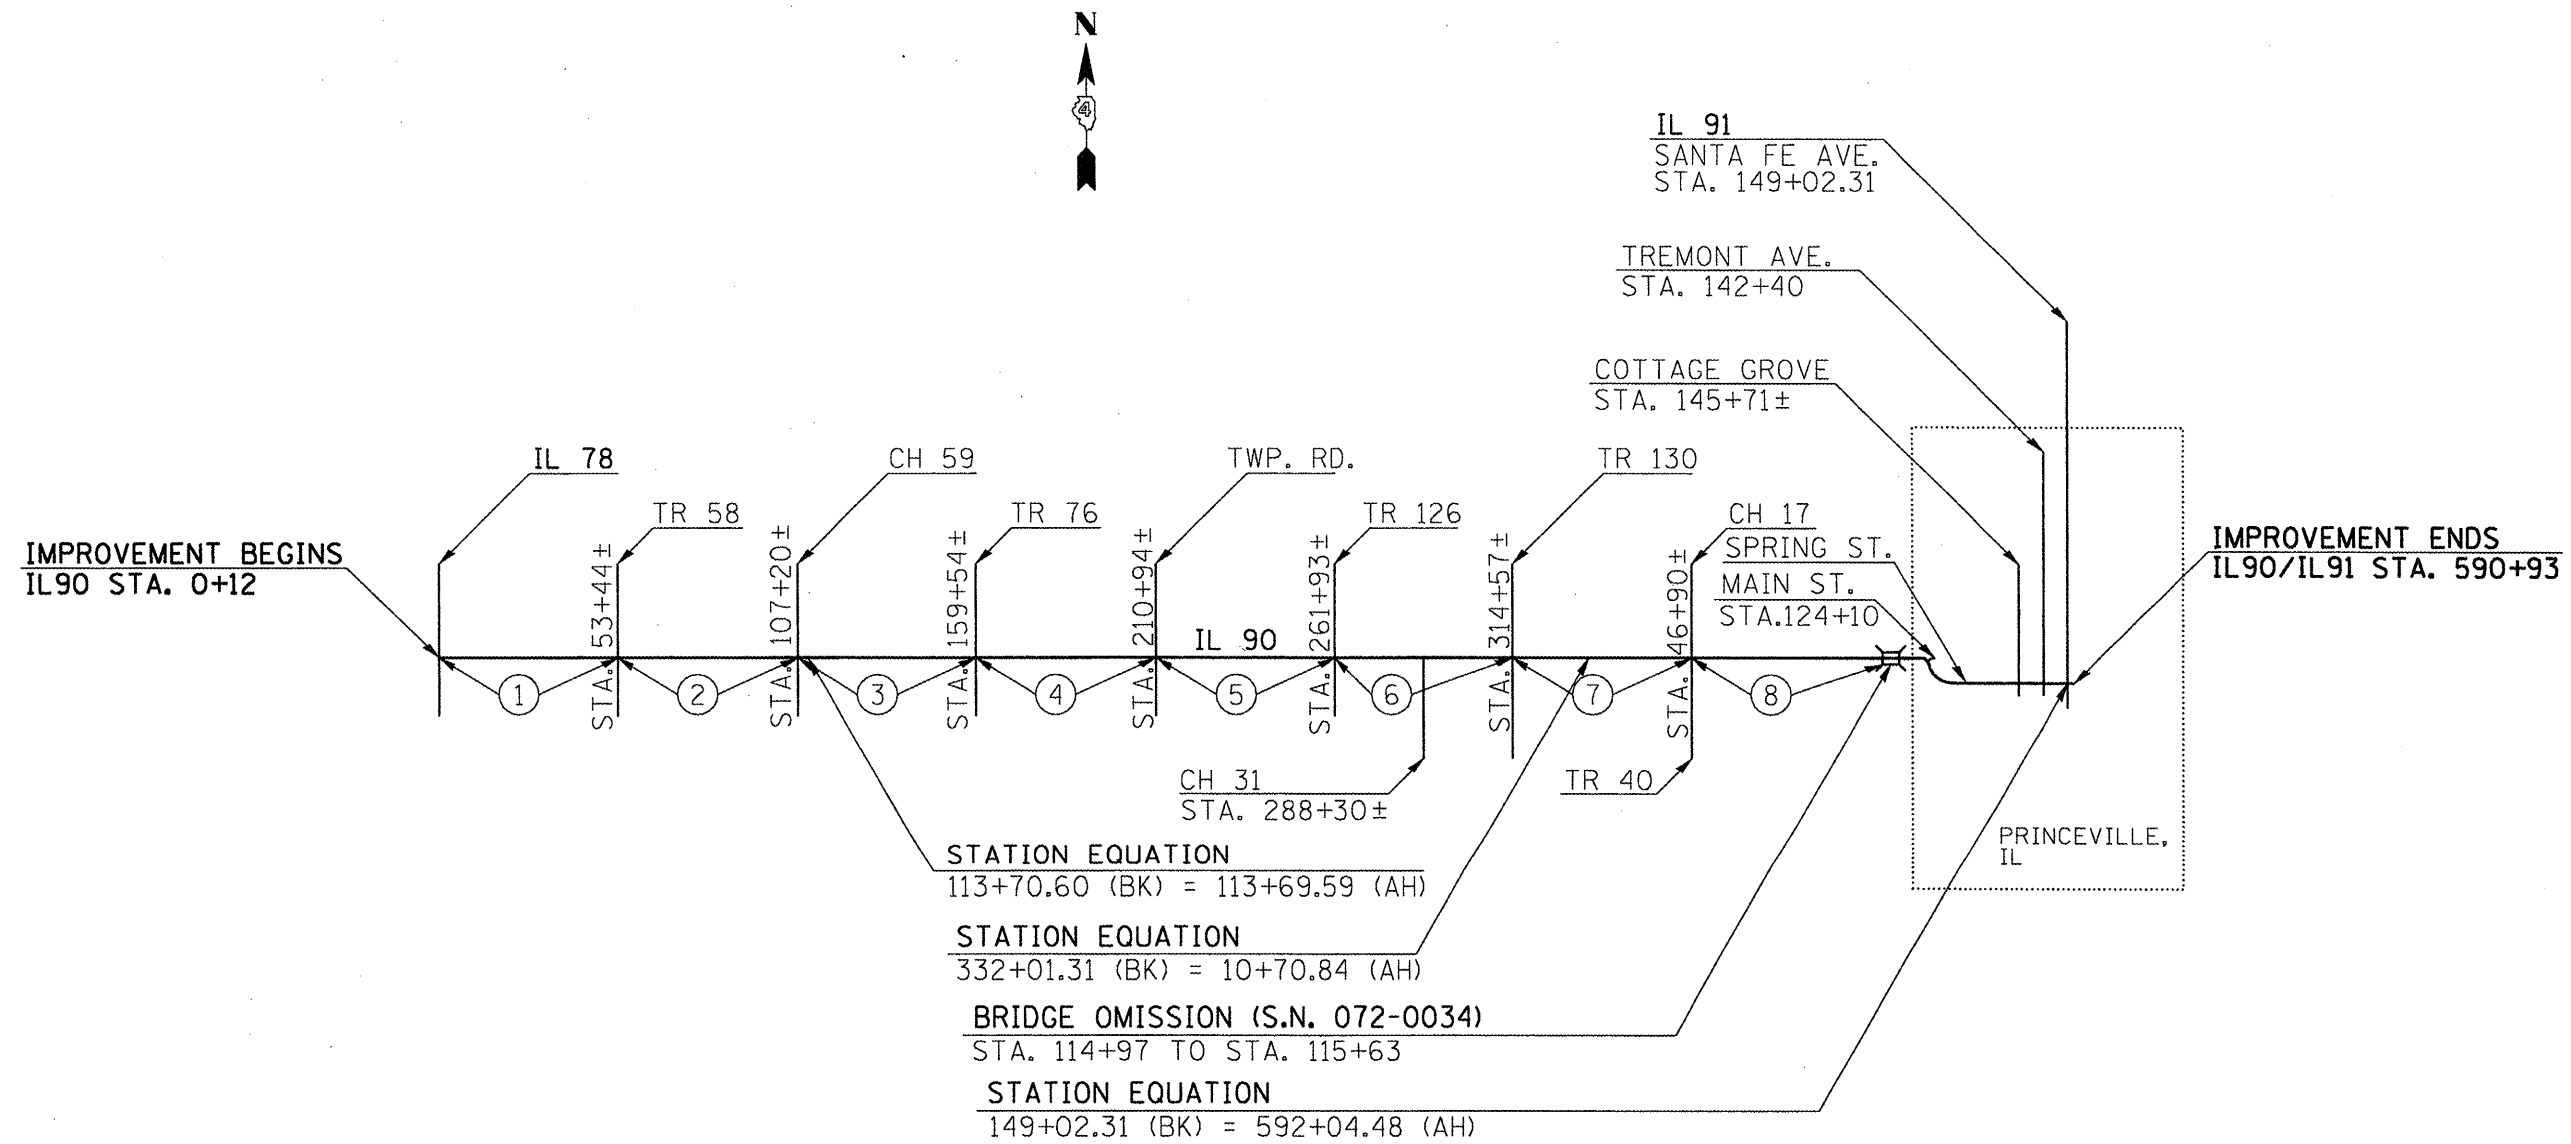 N
4
IL 91
SANTA FE AVE.
STA. 149+02.31
TREMONT AVE.
STA. 142+40
COTTAGE GROVE
STA. 145+71±
IL 78
CH 59
TWP. RD.
TR 130
TR 58
TR 76
TR 126
CH 17
SPRING ST.
MAIN ST.
STA.124+10
IMPROVEMENT BEGINS
IL90 STA. 0+12
IMPROVEMENT ENDS
IL90/IL91 STA. 590+93
STA. 53+44±
STA. 107+20±
STA. 159+54±
STA. 210+94±
STA. 261+93±
STA. 314+57±
STA. 46+90±
IL 90
1
2
3
4
5
6
7
8
CH 31
STA. 288+30±
TR 40
PRINCEVILLE,
IL
STATION EQUATION
113+70.60 (BK) = 113+69.59 (AH)
STATION EQUATION
332+01.31 (BK) = 10+70.84 (AH)
BRIDGE OMISSION (S.N. 072-0034)
STA. 114+97 TO STA. 115+63
STATION EQUATION
149+02.31 (BK) = 592+04.48 (AH)